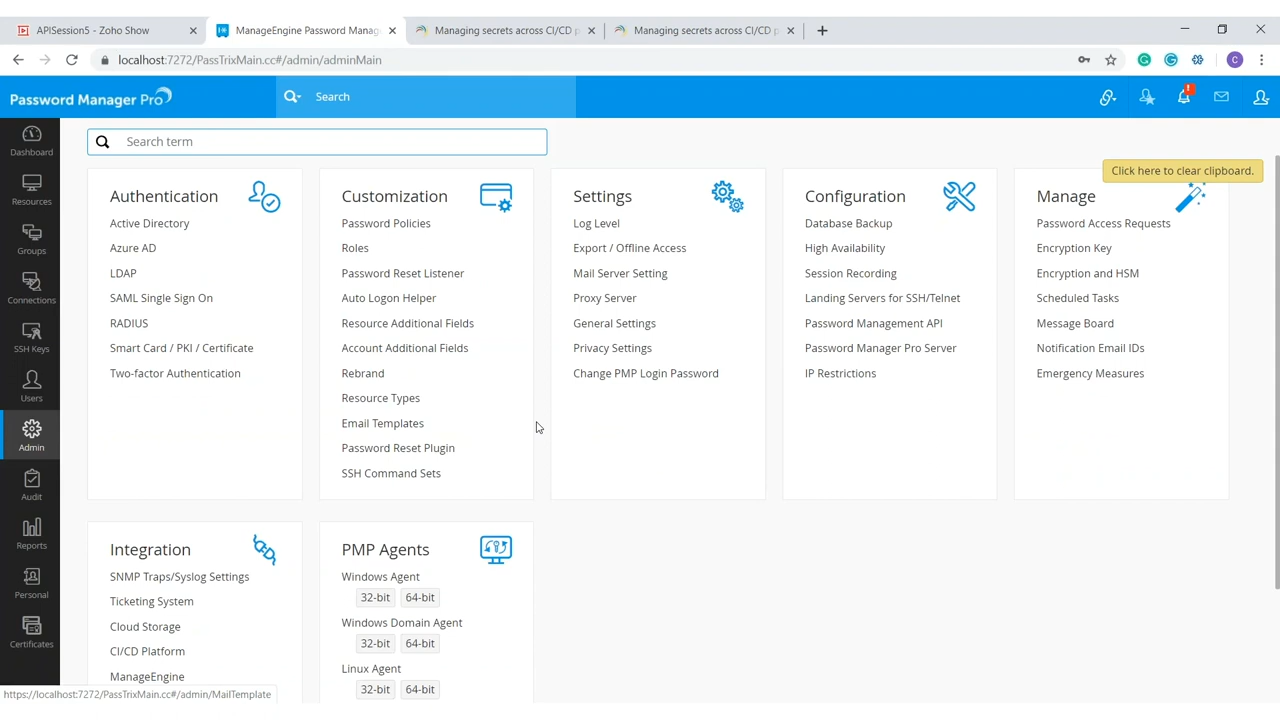 APISession5 - Zoho Show
ManageEngine Password Manag
Managing secrets across CI/CD p
Managing secrets across CI/CD p
localhost:7272/PassTrixMain.cc#/admin/adminMain
C
Password Manager Pro
Search
!
Dashboard
Resources
Groups
Connections
SSH Keys
Users
Admin
Audit
Reports
Personal
Certificates
Search term
Click here to clear clipboard.
Authentication
Active Directory
Azure AD
LDAP
SAML Single Sign On
RADIUS
Smart Card / PKI / Certificate
Two-factor Authentication
Customization
Password Policies
Roles
Password Reset Listener
Auto Logon Helper
Resource Additional Fields
Account Additional Fields
Rebrand
Resource Types
Email Templates
Password Reset Plugin
SSH Command Sets
Settings
Log Level
Export / Offline Access
Mail Server Setting
Proxy Server
General Settings
Privacy Settings
Change PMP Login Password
Configuration
Database Backup
High Availability
Session Recording
Landing Servers for SSH/Telnet
Password Management API
Password Manager Pro Server
IP Restrictions
Manage
Password Access Requests
Encryption Key
Encryption and HSM
Scheduled Tasks
Message Board
Notification Email IDs
Emergency Measures
Integration
SNMP Traps/Syslog Settings
Ticketing System
Cloud Storage
CI/CD Platform
ManageEngine
PMP Agents
Windows Agent
32-bit 64-bit
Windows Domain Agent
32-bit 64-bit
Linux Agent
32-bit 64-bit
https://localhost:7272/PassTrixMain.cc#/admin/MailTemplate